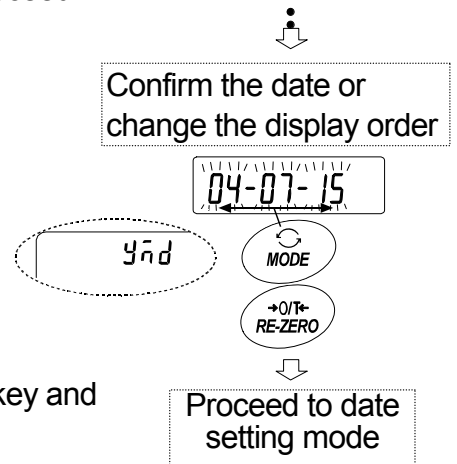 Confirm the date or
change the display order
04-07-15
ymd
MODE
→0/T←
RE-ZERO
key and
Proceed to date
setting mode